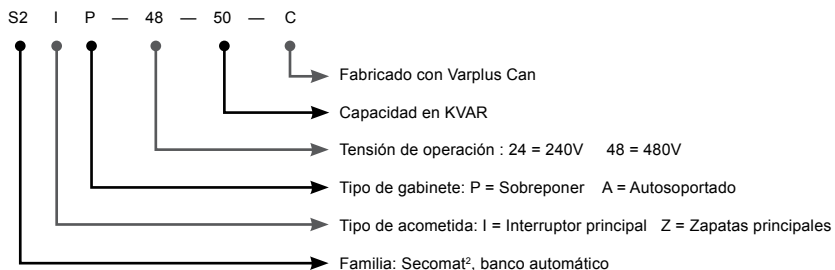 S2 I P — 48 — 50 — C
Fabricado con Varplus Can
Capacidad en KVAR
Tensión de operación : 24 = 240V 48 = 480V
Tipo de gabinete: P = Sobreponer A = Autosoportado
Tipo de acometida: I = Interruptor principal Z = Zapatas principales
Familia: Secomat², banco automático